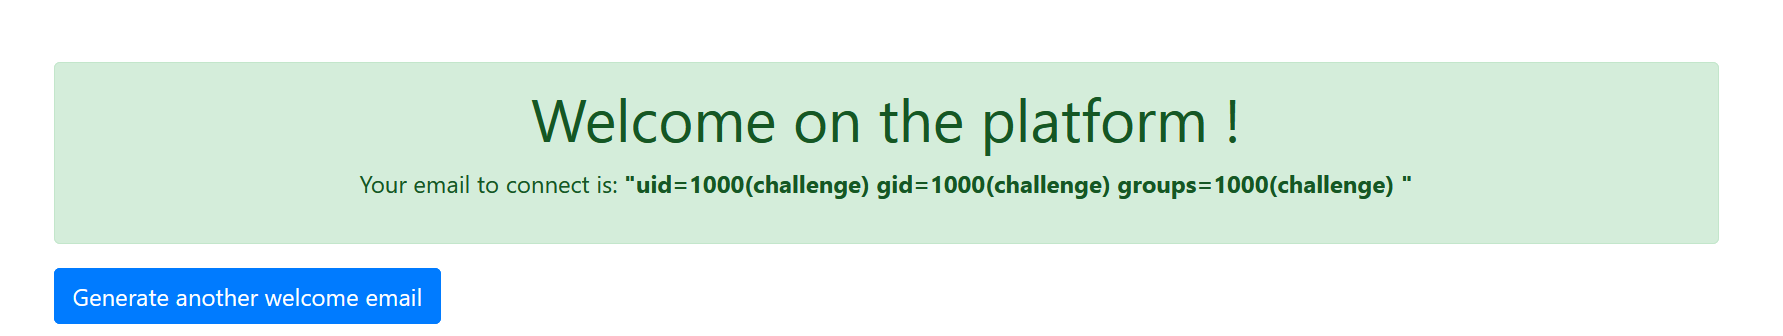 Welcome on the platform !
Your email to connect is: "uid=1000(challenge) gid=1000(challenge) groups=1000(challenge) "
Generate another welcome email